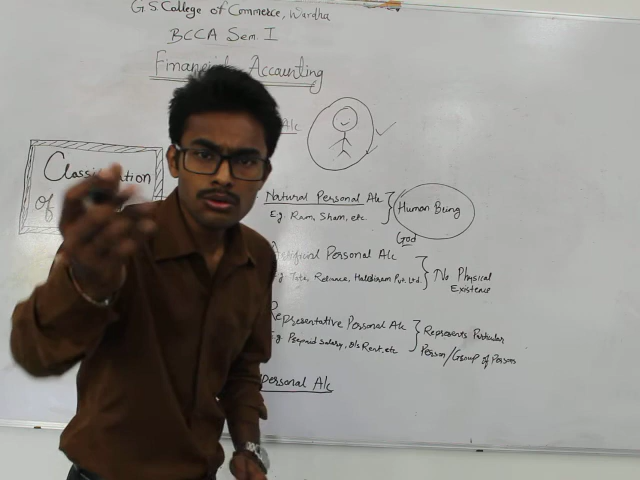 G.S. College of Commerce, Wardha
BCCA Sem I
Financial Accounting
A/c
Classification
of
Natural Personal A/c
Eg Ram, Sham, etc.
Human Being
God
Artificial Personal A/c
Eg. Tata, Reliance, Haldiram Pvt. Ltd.
No Physical
Existence
Representative Personal A/c
Eg. Prepaid Salary, O/s Rent, etc
Represents Particular
Person/Group of Persons
personal A/c